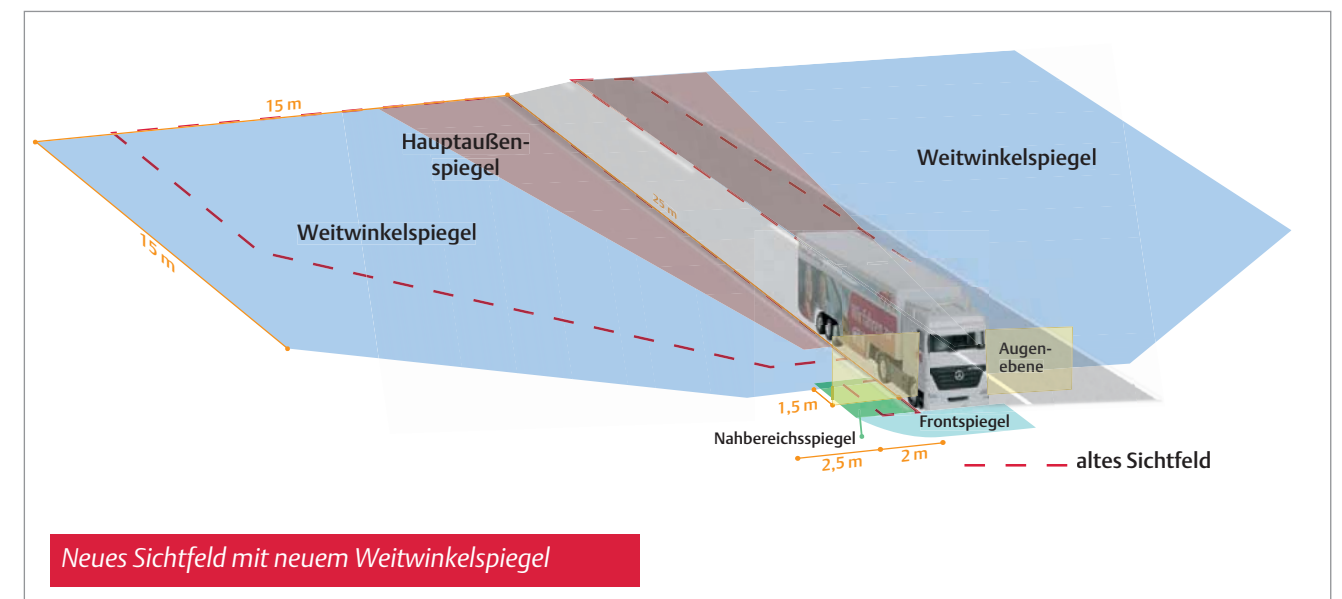 15 m
Hauptaußen-
spiegel
Weitwinkelspiegel
25 m
Weitwinkelspiegel
15 m
Augen-
ebene
1,5 m
Frontspiegel
Nahbereichsspiegel
2,5 m
2 m
altes Sichtfeld
Neues Sichtfeld mit neuem Weitwinkelspiegel